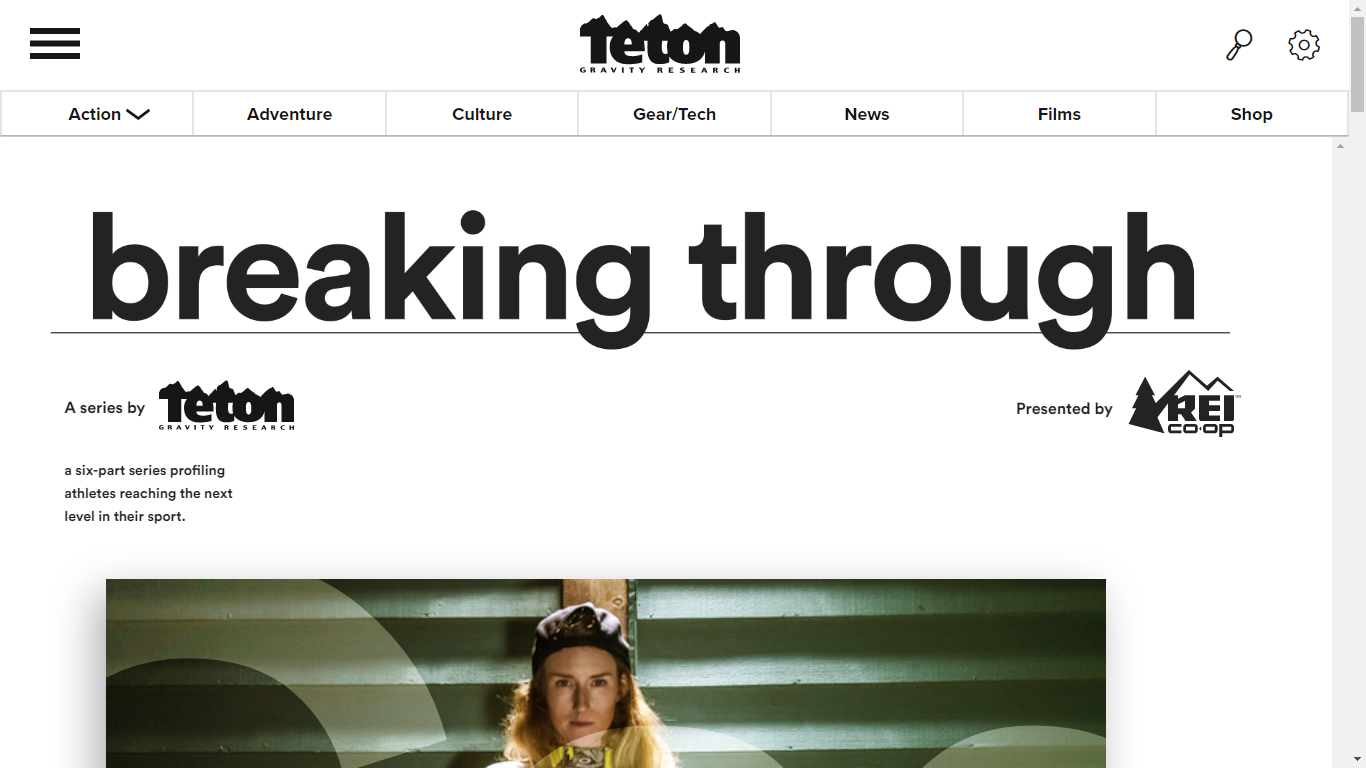 Teton
GRAVITY RESEARCH
Action
Adventure
Culture
Gear/Tech
News
Films
Shop
breaking through
A series by
Teton
GRAVITY RESEARCH
Presented by
REI
co·op
a six-part series profiling
athletes reaching the next
level in their sport.